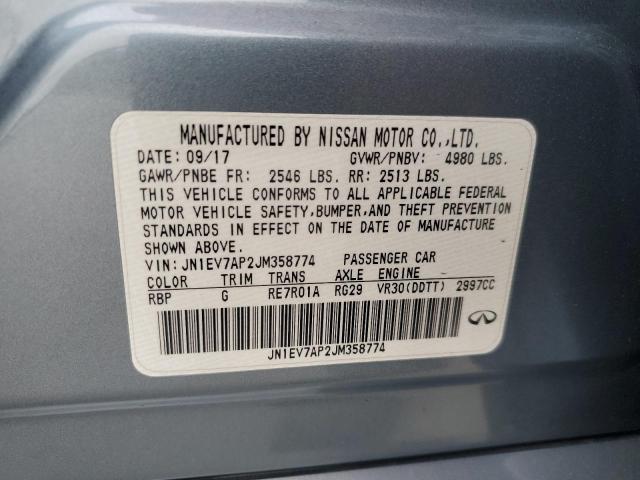 MANUFACTURED BY NISSAN MOTOR CO.,LTD.
DATE: 09/17 GVWR/PNBV: 4980 LBS.
GAWR/PNBE FR: 2546 LBS. RR: 2513 LBS.
THIS VEHICLE CONFORMS TO ALL APPLICABLE FEDERAL
MOTOR VEHICLE SAFETY,BUMPER,AND THEFT PREVENTION
STANDARDS IN EFFECT ON THE DATE OF MANUFACTURE
SHOWN ABOVE.
VIN: JN1EV7AP2JM358774 PASSENGER CAR
COLOR TRIM TRANS AXLE ENGINE
RBP G RE7R01A RG29 VR30(DDTT) 2997CC
JN1EV7AP2JM358774